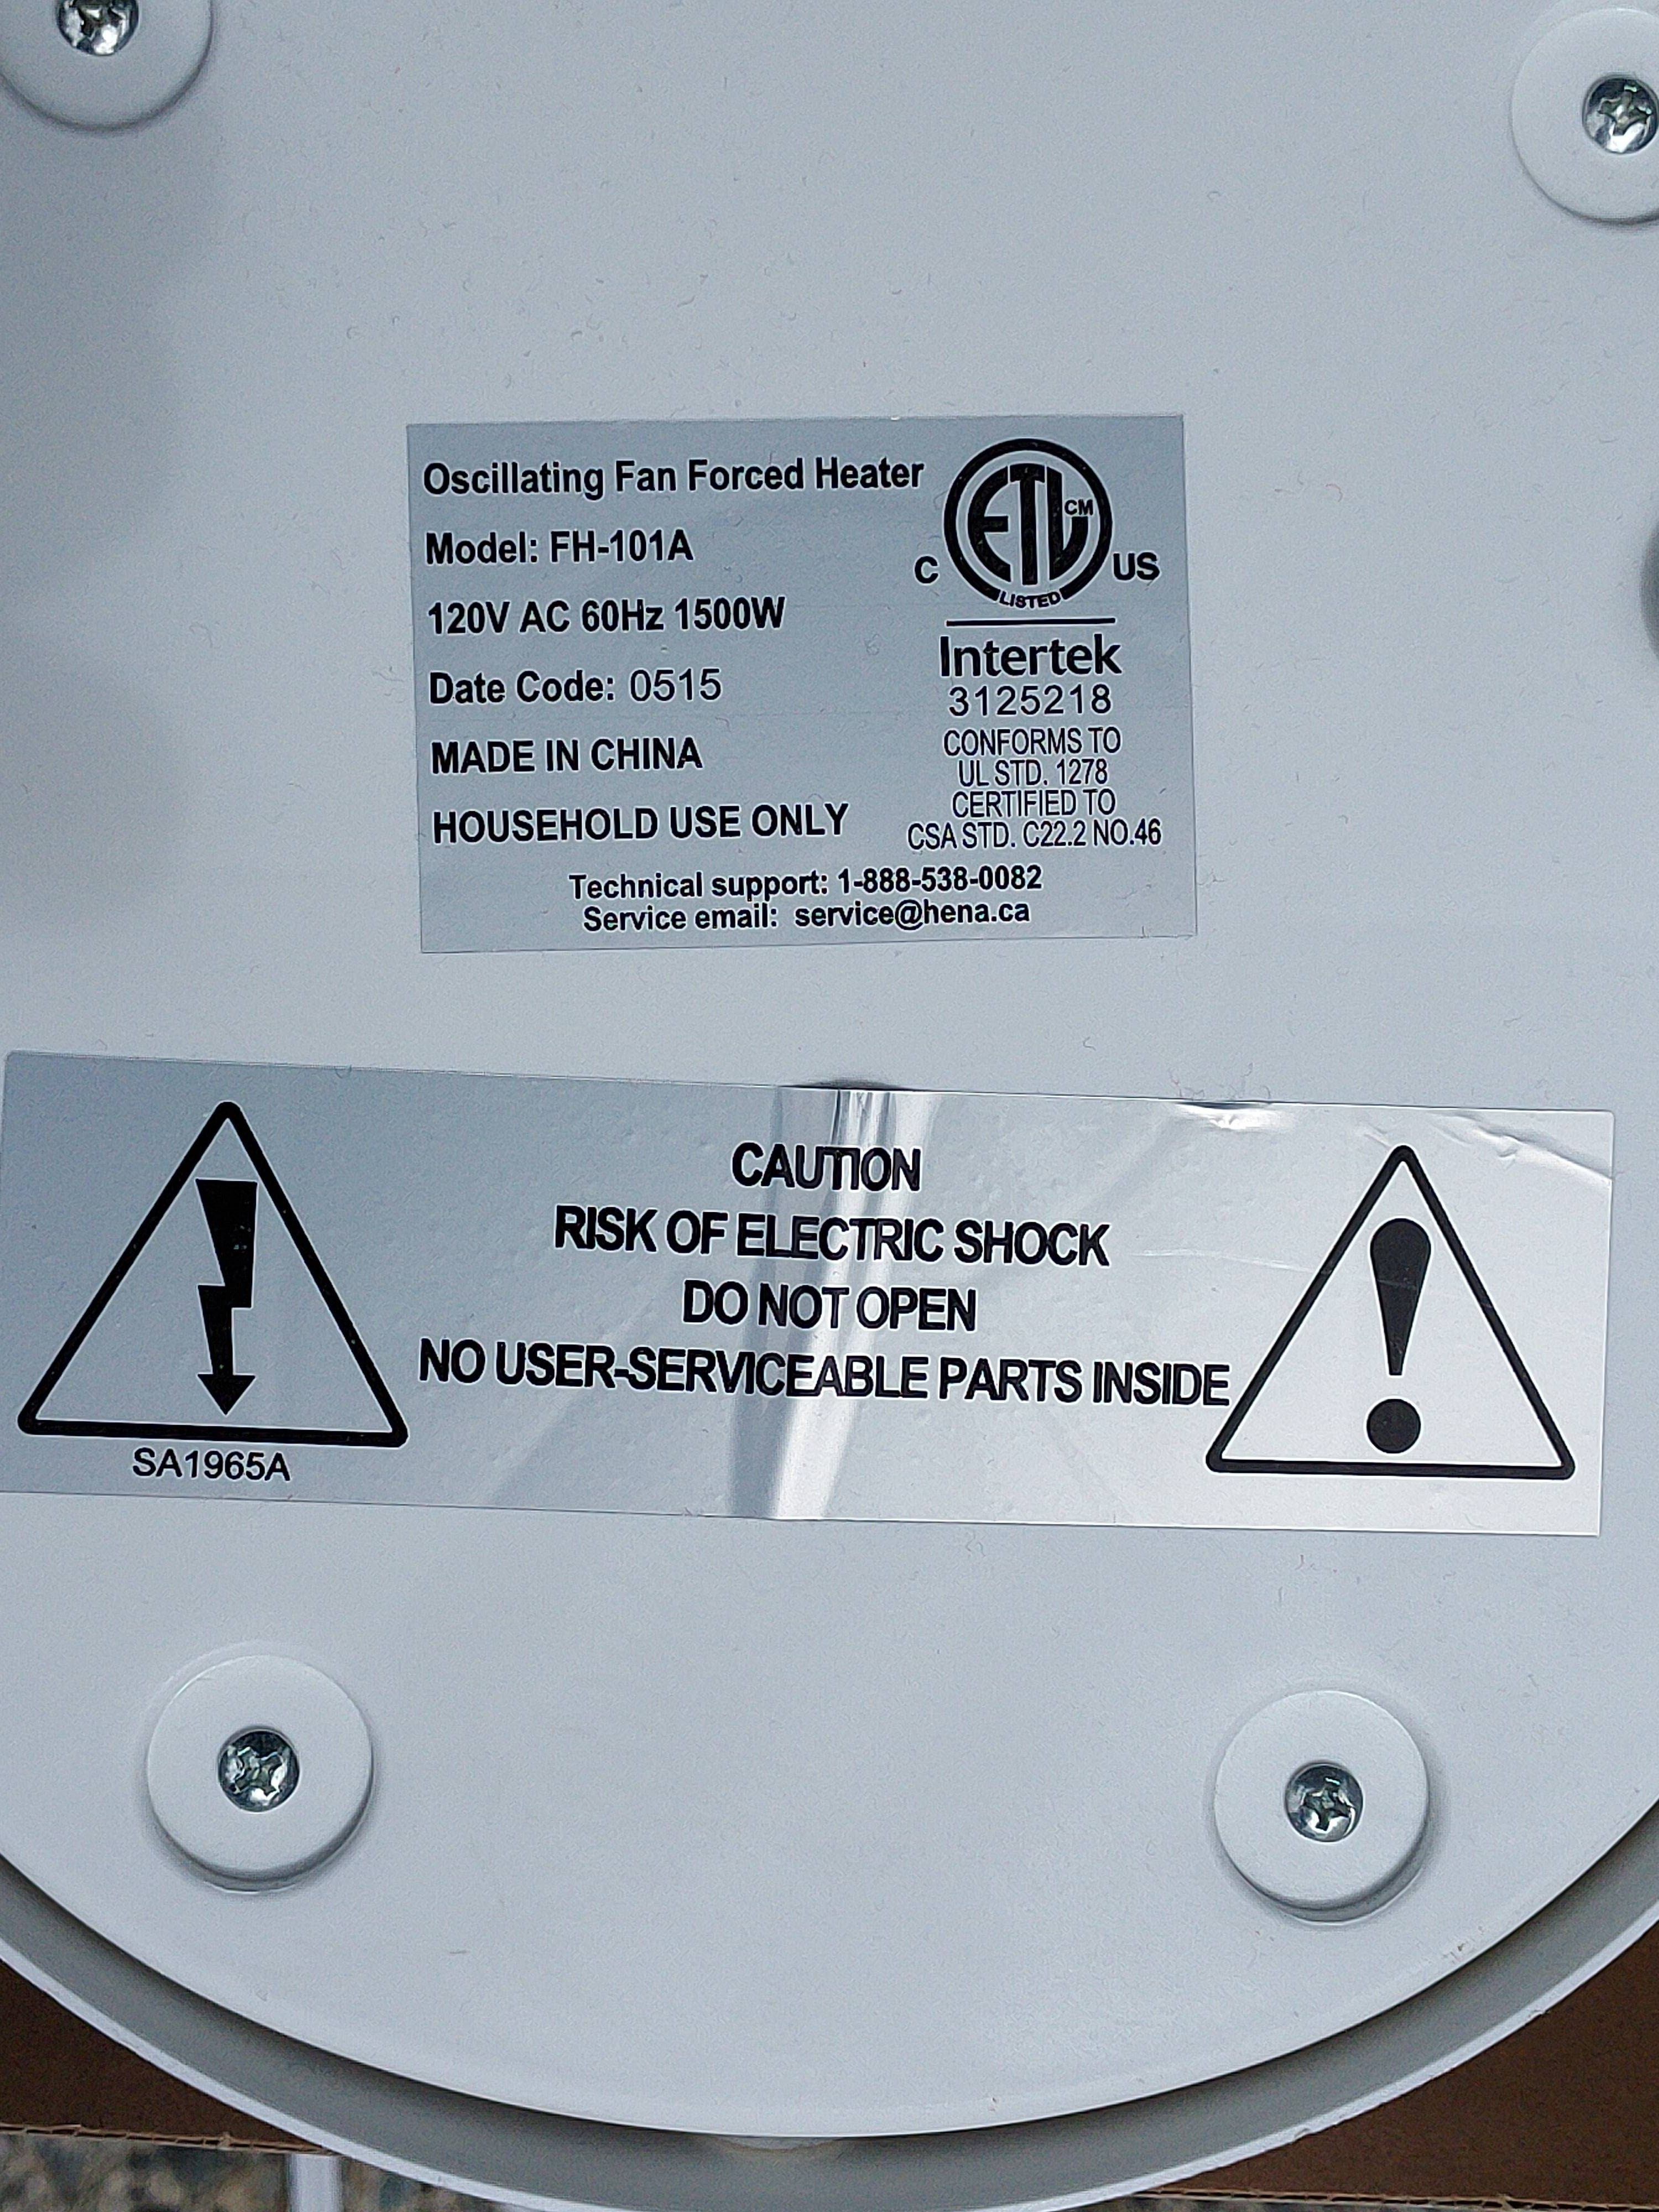 Oscillating Fan Forced Heater
Model: FH-101A
120V AC 60Hz 1500W
Date Code: 0515
MADE IN CHINA
HOUSEHOLD USE ONLY
ETL CM
C US
LISTED
Intertek
3125218
CONFORMS TO
UL STD. 1278
CERTIFIED TO
CSA STD. C22.2 NO.46
Technical support: 1-888-538-0082
Service email: service@hena.ca
CAUTION
RISK OF ELECTRIC SHOCK
DO NOT OPEN
NO USER-SERVICEABLE PARTS INSIDE
SA1965A